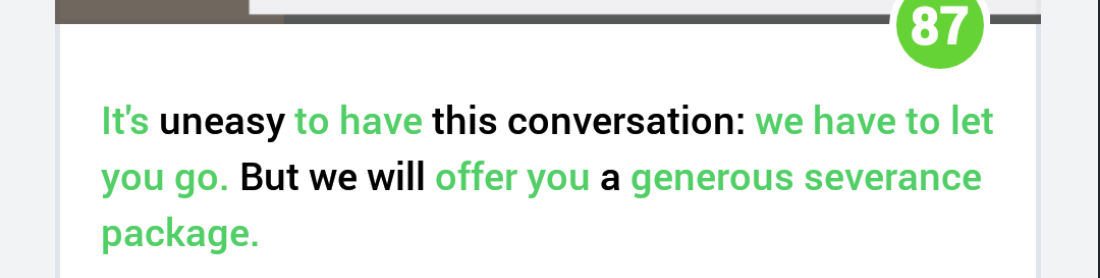 87
It's uneasy to have this conversation: we have to let
you go. But we will offer you a generous severance
package.